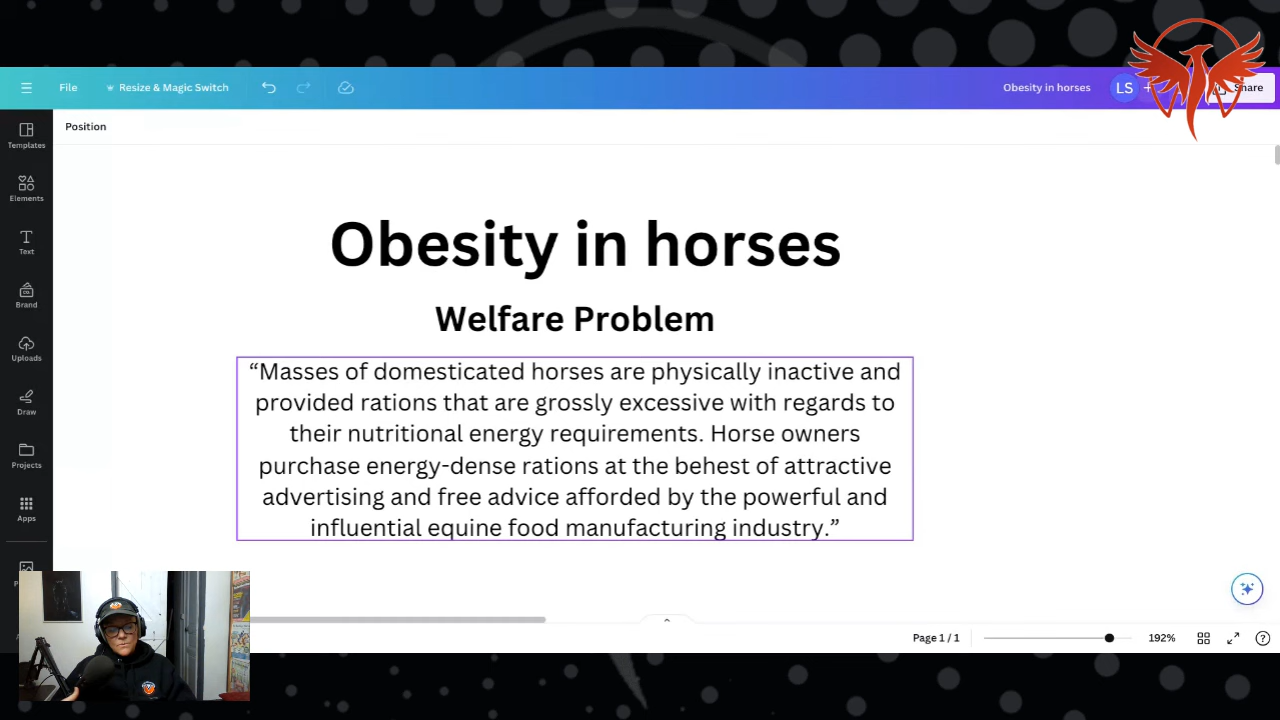 File
Resize & Magic Switch
Obesity in horses
LS
+
Share
Position
Templates
Elements
Text
Brand
Uploads
Draw
Projects
Apps
Obesity in horses
Welfare Problem
“Masses of domesticated horses are physically inactive and
provided rations that are grossly excessive with regards to
their nutritional energy requirements. Horse owners
purchase energy-dense rations at the behest of attractive
advertising and free advice afforded by the powerful and
influential equine food manufacturing industry.”
Page 1 / 1
192%
?